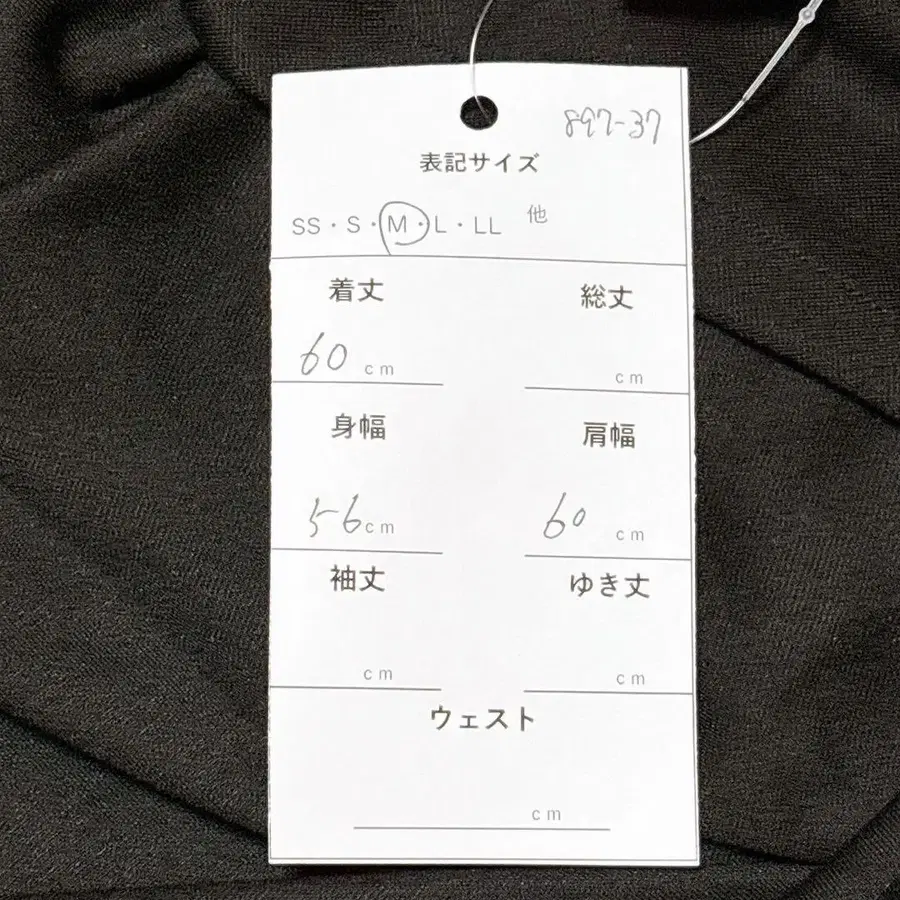 897-37
表記サイズ
SS・S・M・L・LL 他
着丈 総丈
60 cm cm
身幅 肩幅
56 cm 60 cm
袖丈 ゆき丈
cm cm
ウェスト
cm